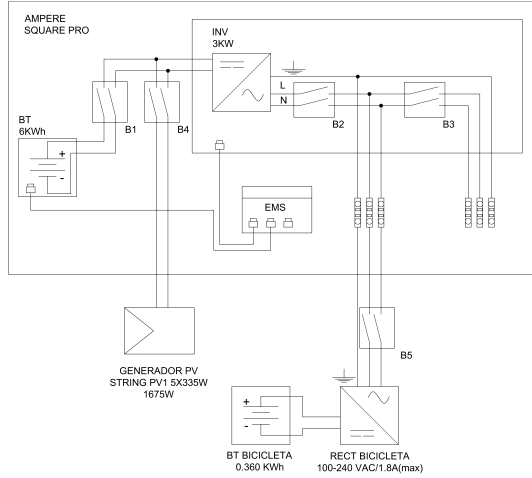 AMPERE
SQUARE PRO
INV
3KW
L
N
B2
B3
B1
B4
BT
6KWh
+
-
EMS
GENERADOR PV
STRING PV1 5X335W
1675W
B5
+
-
BT BICICLETA
0.360 KWh
RECT BICICLETA
100-240 VAC/1.8A(max)